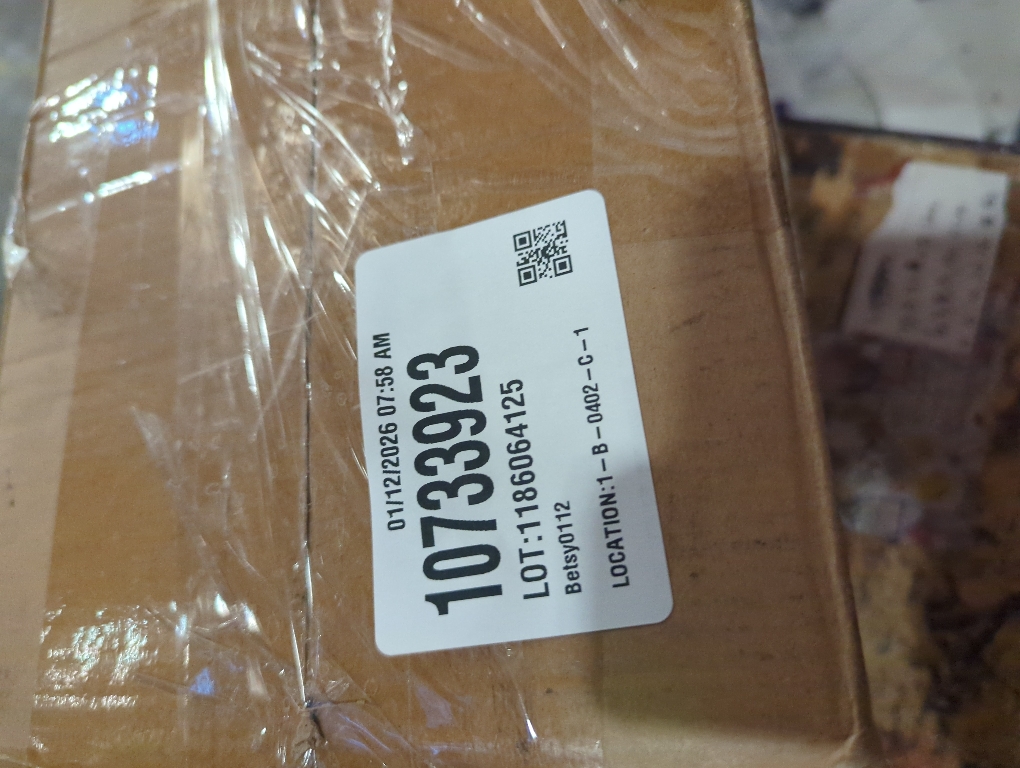 01/12/2026 07:58 AM
10733923
LOT:1186064125
Betsy0112
LOCATION:1-B-0402-C-1